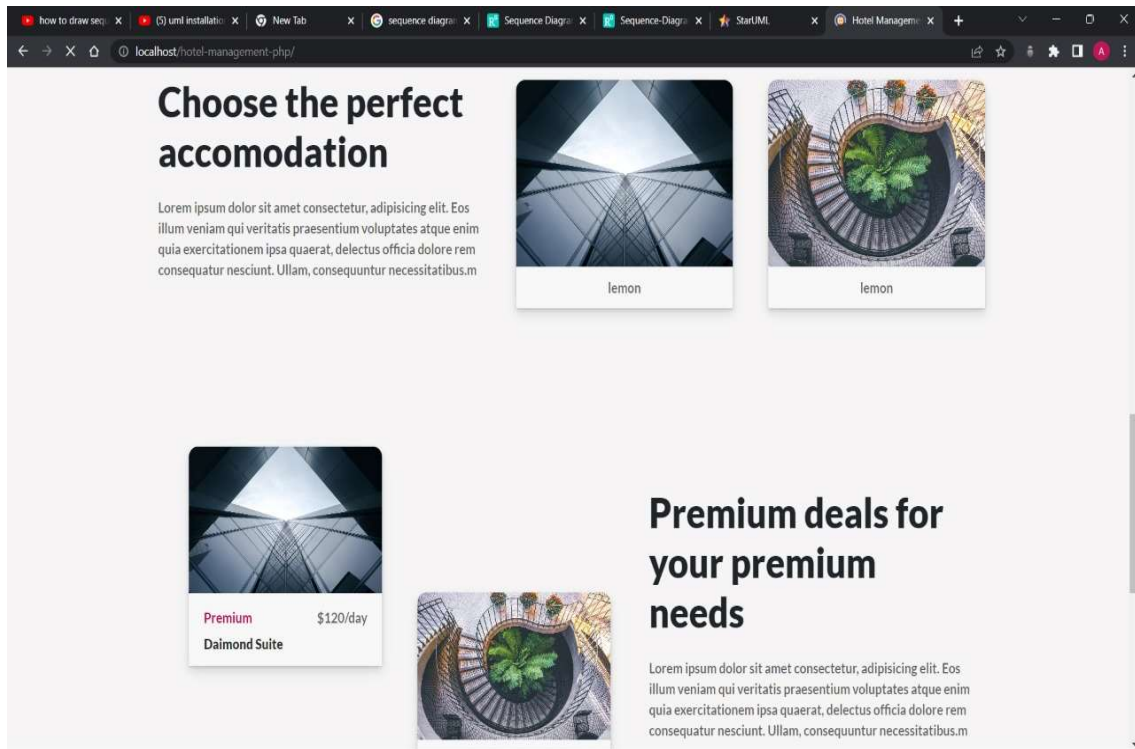 how to draw sequ
(5) uml installatio
New Tab
sequence diagram
Sequence Diagra
Sequence-Diagra
StarUML
Hotel Manageme
localhost/hotel-management-php/
A
Choose the perfect
accomodation
Lorem ipsum dolor sit amet consectetur, adipisicing elit. Eos
illum veniam qui veritatis praesentium voluptates atque enim
quia exercitationem ipsa quaerat, delectus officia dolore rem
consequatur nesciunt. Ullam, consequuntur necessitatibus.m
lemon
lemon
Premium $120/day
Daimond Suite
Premium deals for
your premium
needs
Lorem ipsum dolor sit amet consectetur, adipisicing elit. Eos
illum veniam qui veritatis praesentium voluptates atque enim
quia exercitationem ipsa quaerat, delectus officia dolore rem
consequatur nesciunt. Ullam, consequuntur necessitatibus.m